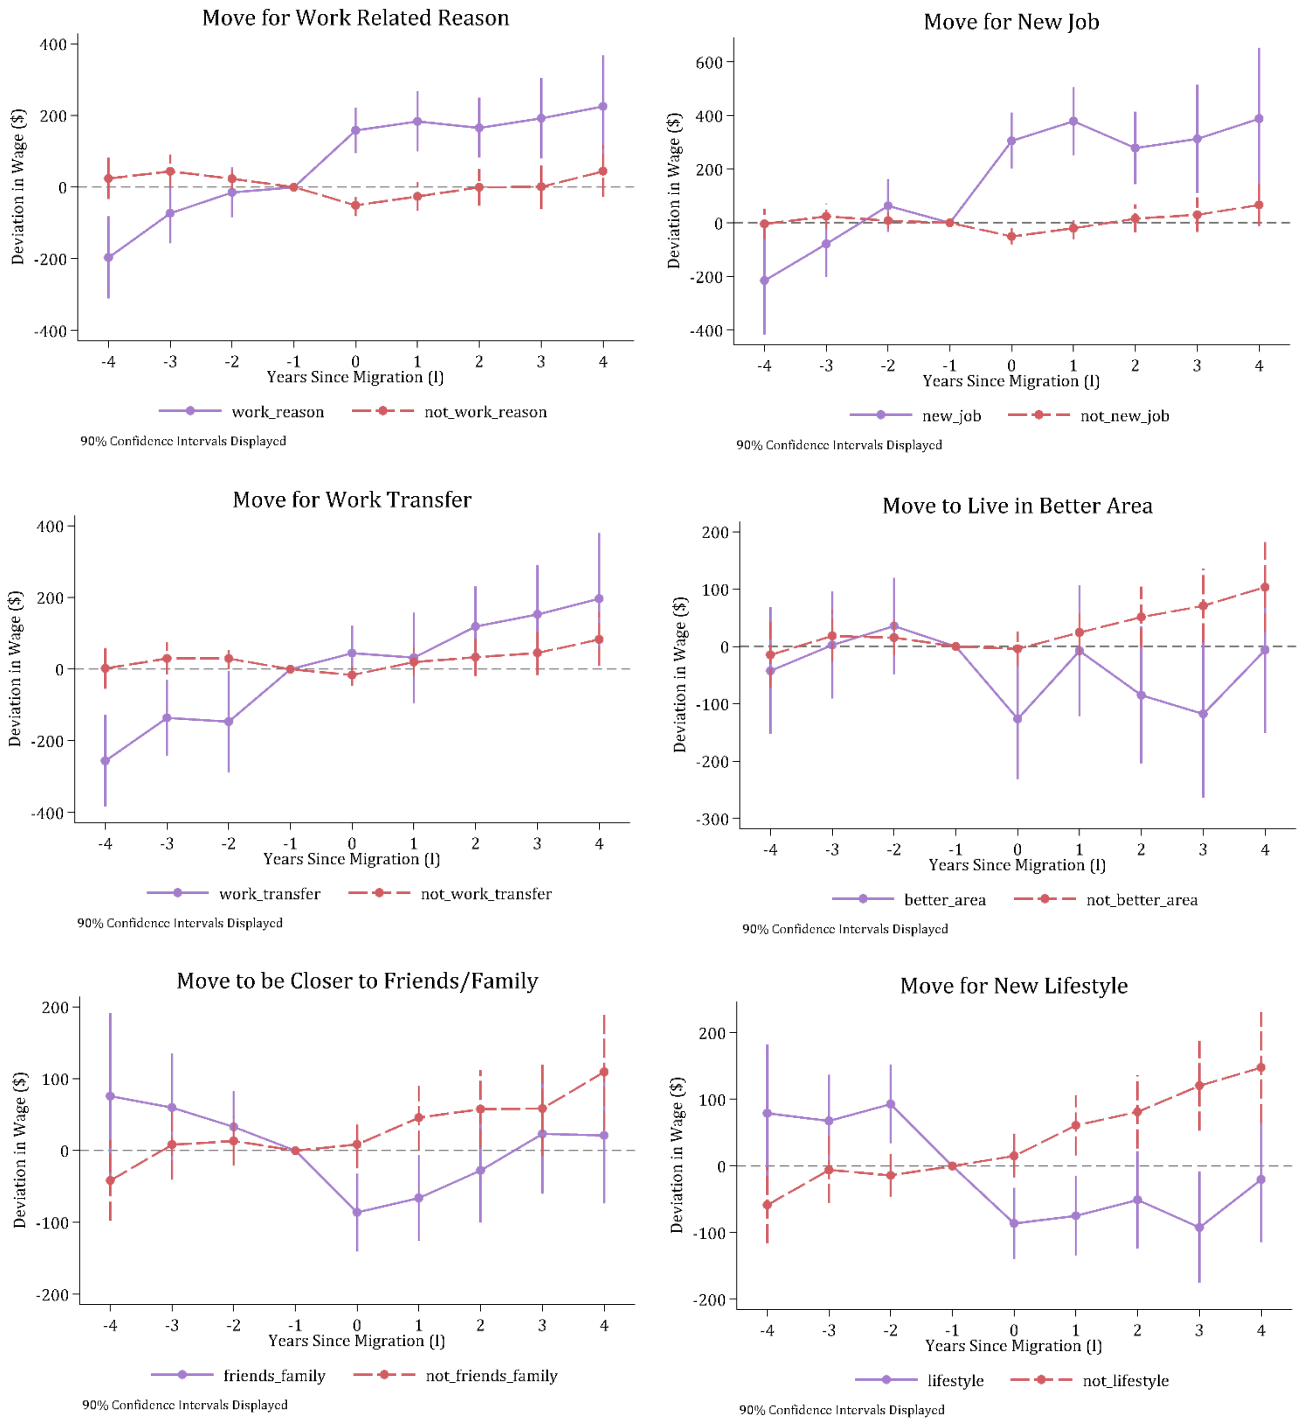 Move for Work Related Reason
Deviation in Wage ($)
400
200
0
-200
-400
-4 -3 -2 -1 0 1 2 3 4
Years Since Migration (l)
work_reason not_work_reason
90% Confidence Intervals Displayed
Move for New Job
Deviation in Wage ($)
600
400
200
0
-200
-400
-4 -3 -2 -1 0 1 2 3 4
Years Since Migration (l)
new_job not_new_job
90% Confidence Intervals Displayed
Move for Work Transfer
Deviation in Wage ($)
400
200
0
-200
-400
-4 -3 -2 -1 0 1 2 3 4
Years Since Migration (l)
work_transfer not_work_transfer
90% Confidence Intervals Displayed
Move to Live in Better Area
Deviation in Wage ($)
200
100
0
-100
-200
-300
-4 -3 -2 -1 0 1 2 3 4
Years Since Migration (l)
better_area not_better_area
90% Confidence Intervals Displayed
Move to be Closer to Friends/Family
Deviation in Wage ($)
200
100
0
-100
-200
-4 -3 -2 -1 0 1 2 3 4
Years Since Migration (l)
friends_family not_friends_family
90% Confidence Intervals Displayed
Move for New Lifestyle
Deviation in Wage ($)
200
100
0
-100
-200
-4 -3 -2 -1 0 1 2 3 4
Years Since Migration (l)
lifestyle not_lifestyle
90% Confidence Intervals Displayed